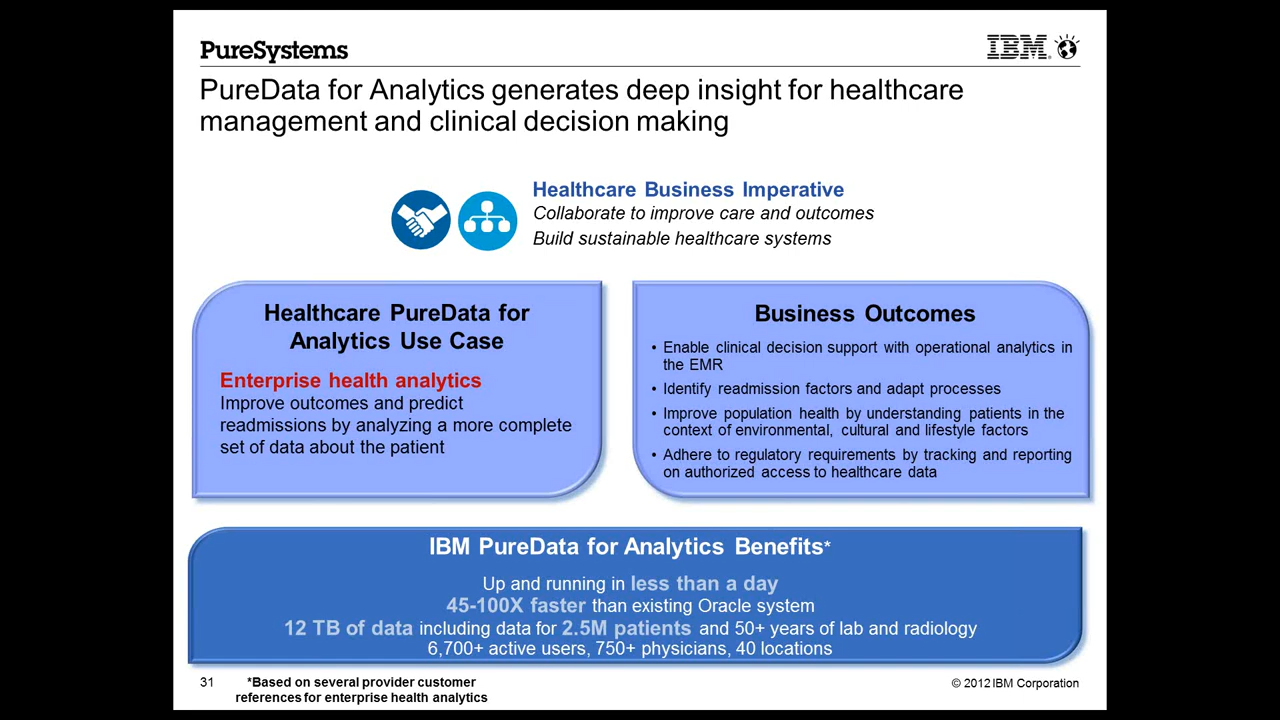 PureSystems
IBM®
PureData for Analytics generates deep insight for healthcare
management and clinical decision making
Healthcare Business Imperative
Collaborate to improve care and outcomes
Build sustainable healthcare systems
Healthcare PureData for
Analytics Use Case
Enterprise health analytics
Improve outcomes and predict
readmissions by analyzing a more complete
set of data about the patient
Business Outcomes
• Enable clinical decision support with operational analytics in
the EMR
• Identify readmission factors and adapt processes
• Improve population health by understanding patients in the
context of environmental, cultural and lifestyle factors
• Adhere to regulatory requirements by tracking and reporting
on authorized access to healthcare data
IBM PureData for Analytics Benefits*
Up and running in less than a day
45-100X faster than existing Oracle system
12 TB of data including data for 2.5M patients and 50+ years of lab and radiology
6,700+ active users, 750+ physicians, 40 locations
31
*Based on several provider customer
references for enterprise health analytics
© 2012 IBM Corporation